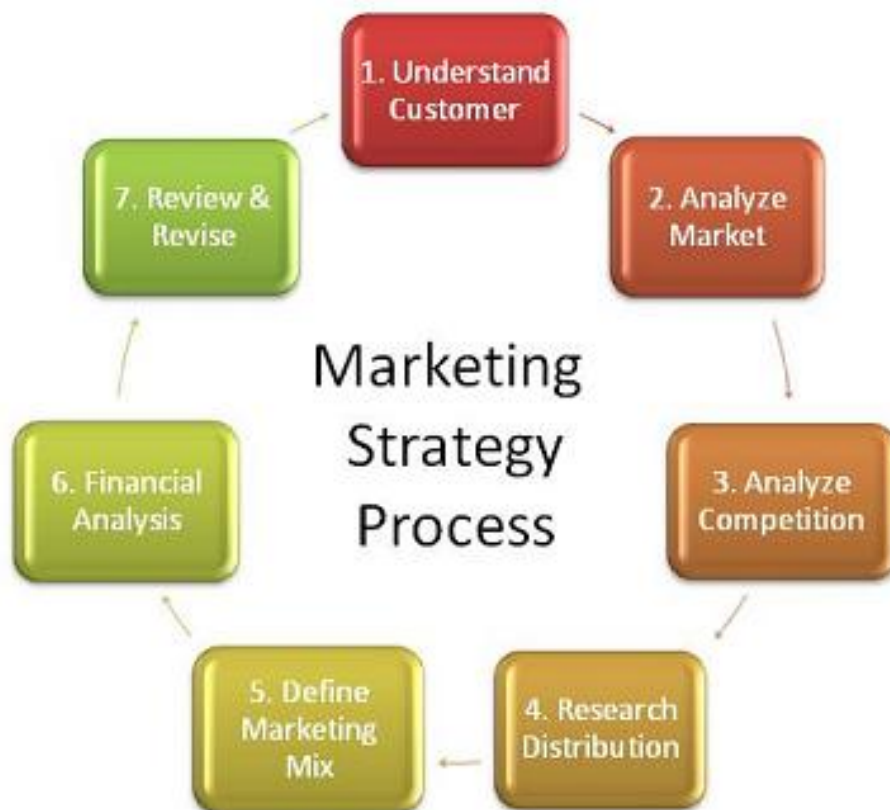 1. Understand
Customer
2. Analyze
Market
3. Analyze
Competition
4. Research
Distribution
5. Define
Marketing
Mix
6. Financial
Analysis
7. Review &
Revise
Marketing
Strategy
Process